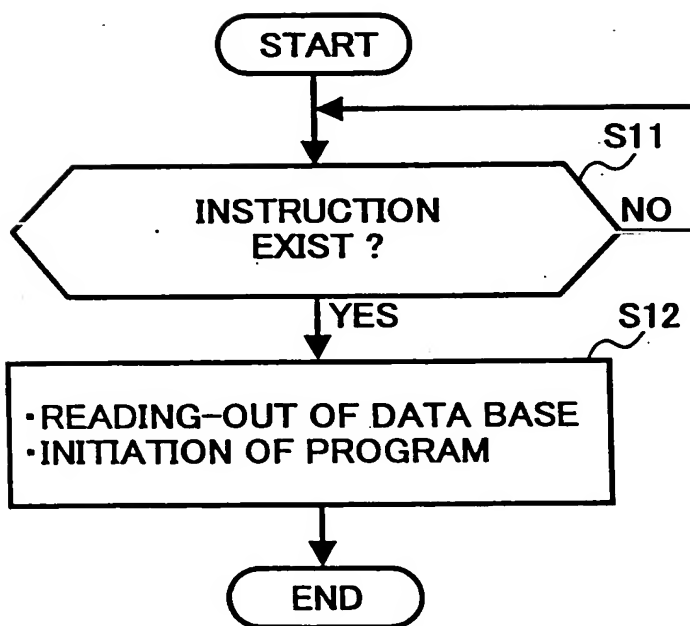 START
S11
INSTRUCTION
EXIST ?
NO
YES
S12
・READING-OUT OF DATA BASE
・INITIATION OF PROGRAM
END